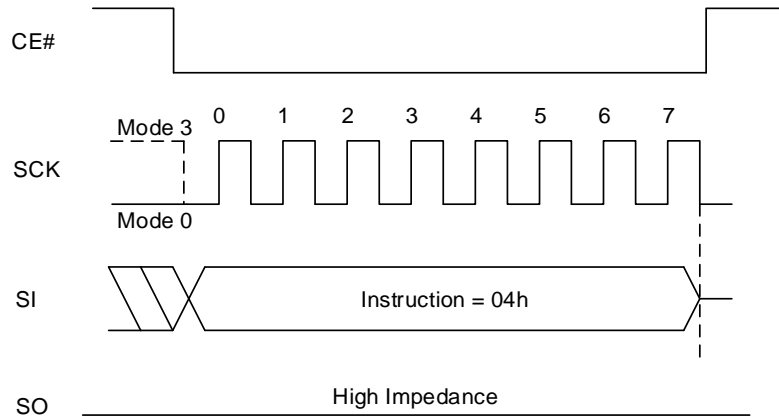 CE#
0 1 2 3 4 5 6 7
Mode 3
SCK
Mode 0
SI
Instruction = 04h
High Impedance
SO